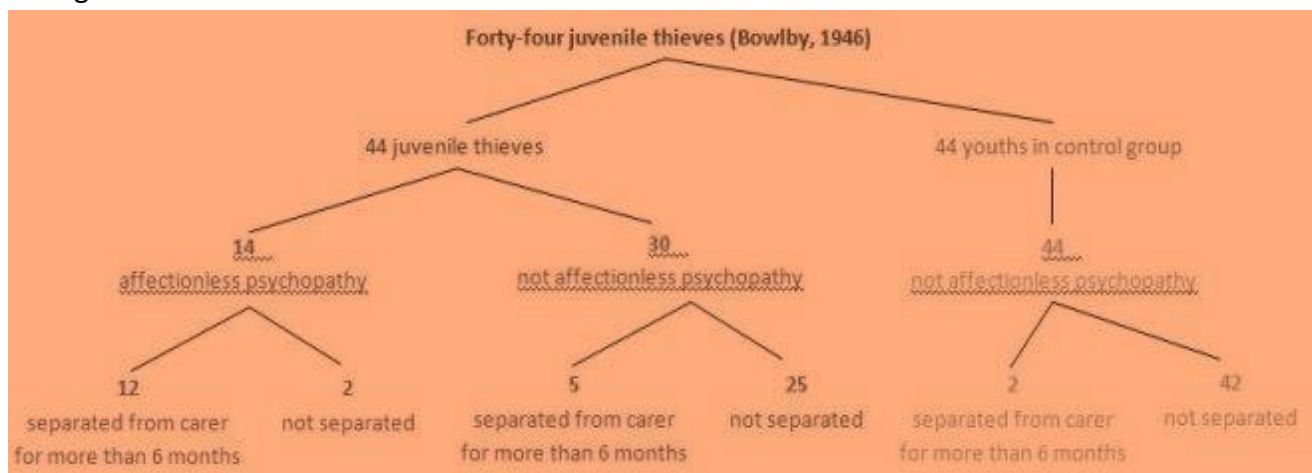 Forty-four juvenile thieves (Bowlby, 1946)
44 juvenile thieves
44 youths in control group
14
affectionless psychopathy
30
not affectionless psychopathy
44
not affectionless psychopathy
12
separated from carer
for more than 6 months
2
not separated
5
separated from carer
for more than 6 months
25
not separated
2
separated from carer
for more than 6 months
42
not separated